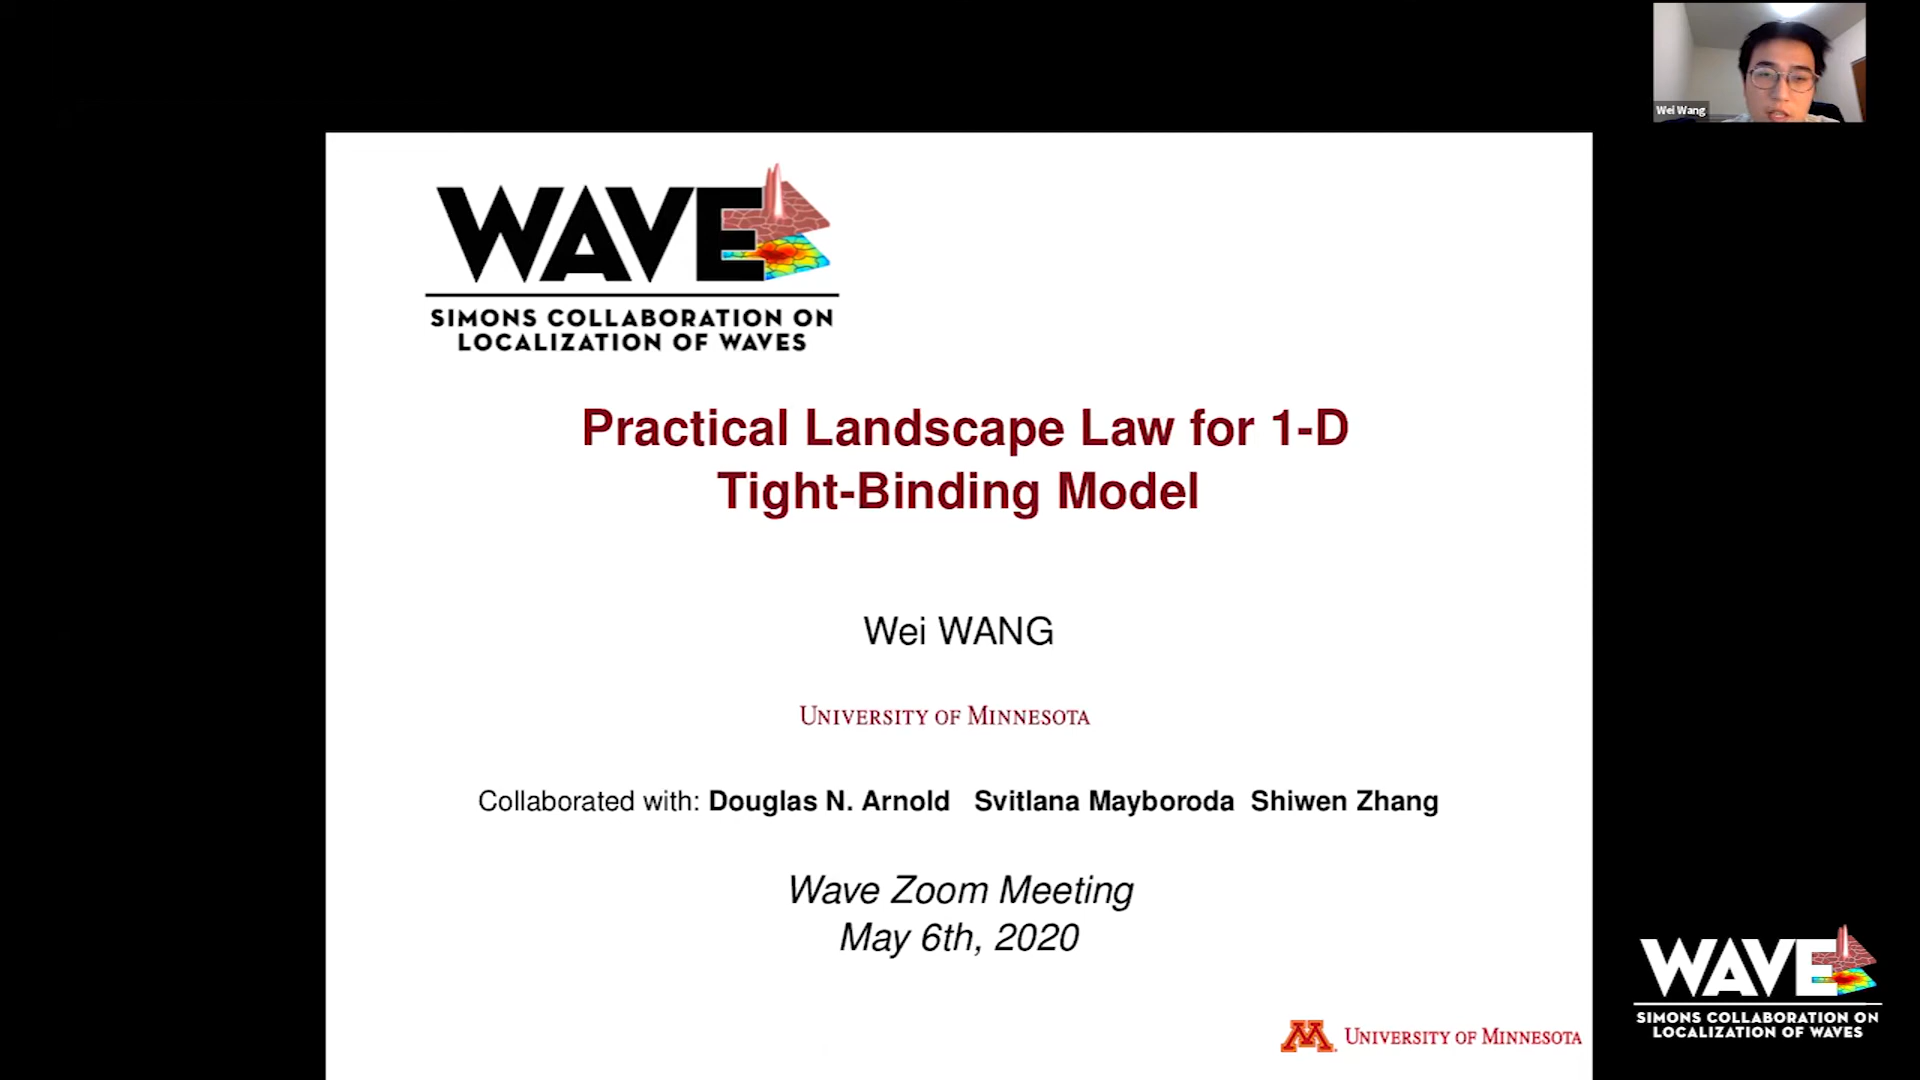 Wei Wang
WAVE
SIMONS COLLABORATION ON
LOCALIZATION OF WAVES
Practical Landscape Law for 1-D
Tight-Binding Model
Wei WANG
UNIVERSITY OF MINNESOTA
Collaborated with: Douglas N. Arnold Svitlana Mayboroda Shiwen Zhang
Wave Zoom Meeting
May 6th, 2020
M UNIVERSITY OF MINNESOTA
WAVE
SIMONS COLLABORATION ON
LOCALIZATION OF WAVES